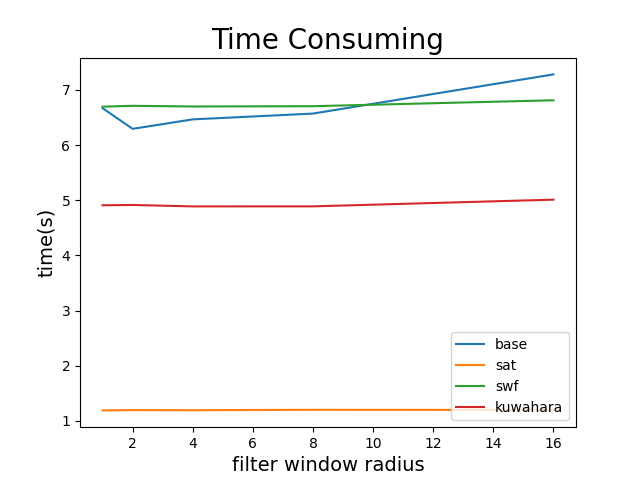 Time Consuming
time(s)
7
6
5
4
3
2
1
base
sat
swf
kuwahara
2 4 6 8 10 12 14 16
filter window radius